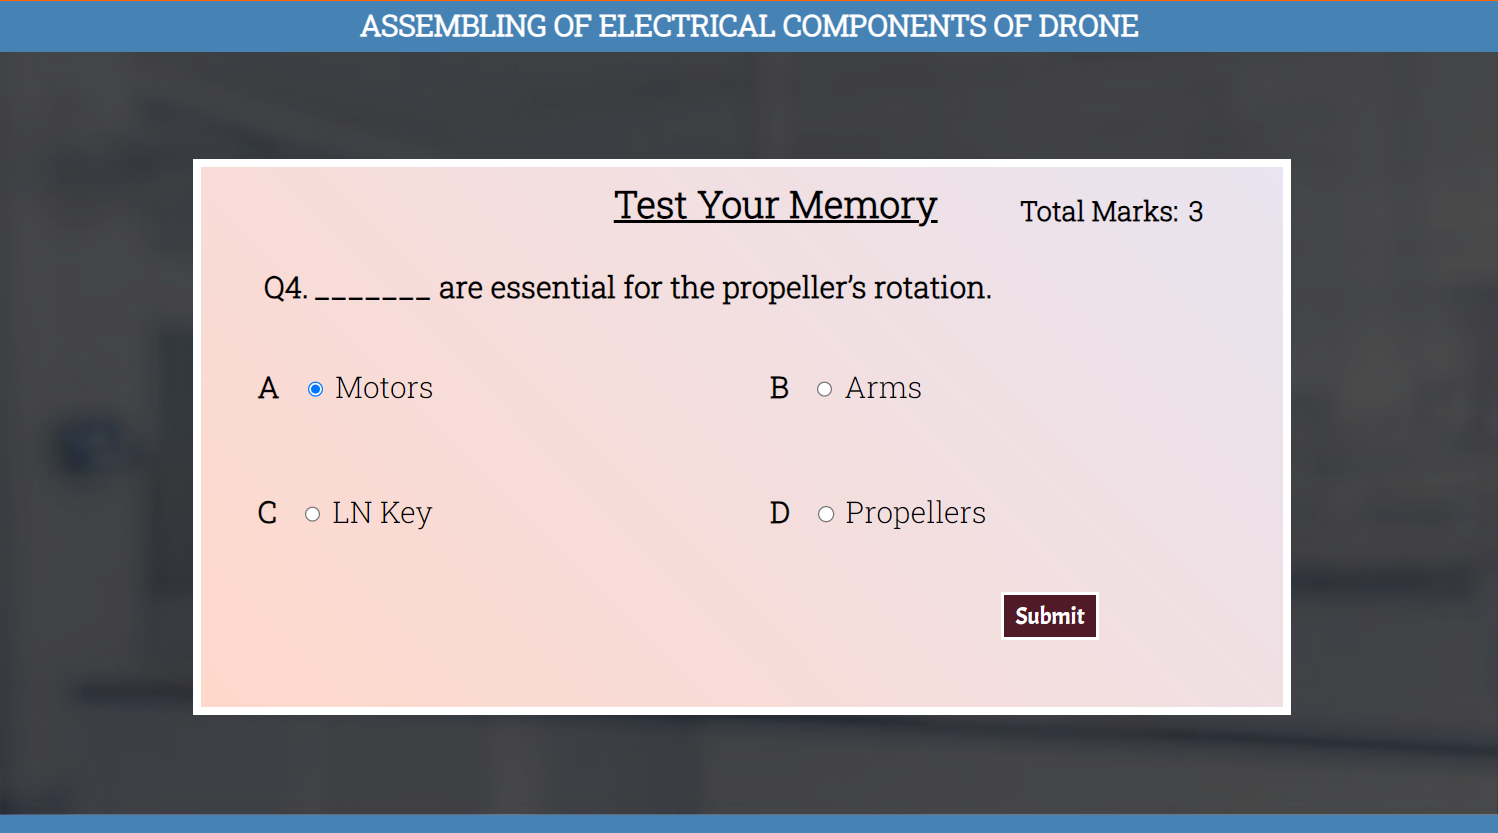 ASSEMBLING OF ELECTRICAL COMPONENTS OF DRONE
Test Your Memory
Total Marks: 3
Q4. _______ are essential for the propeller’s rotation.
A Motors
B Arms
C LN Key
D Propellers
Submit